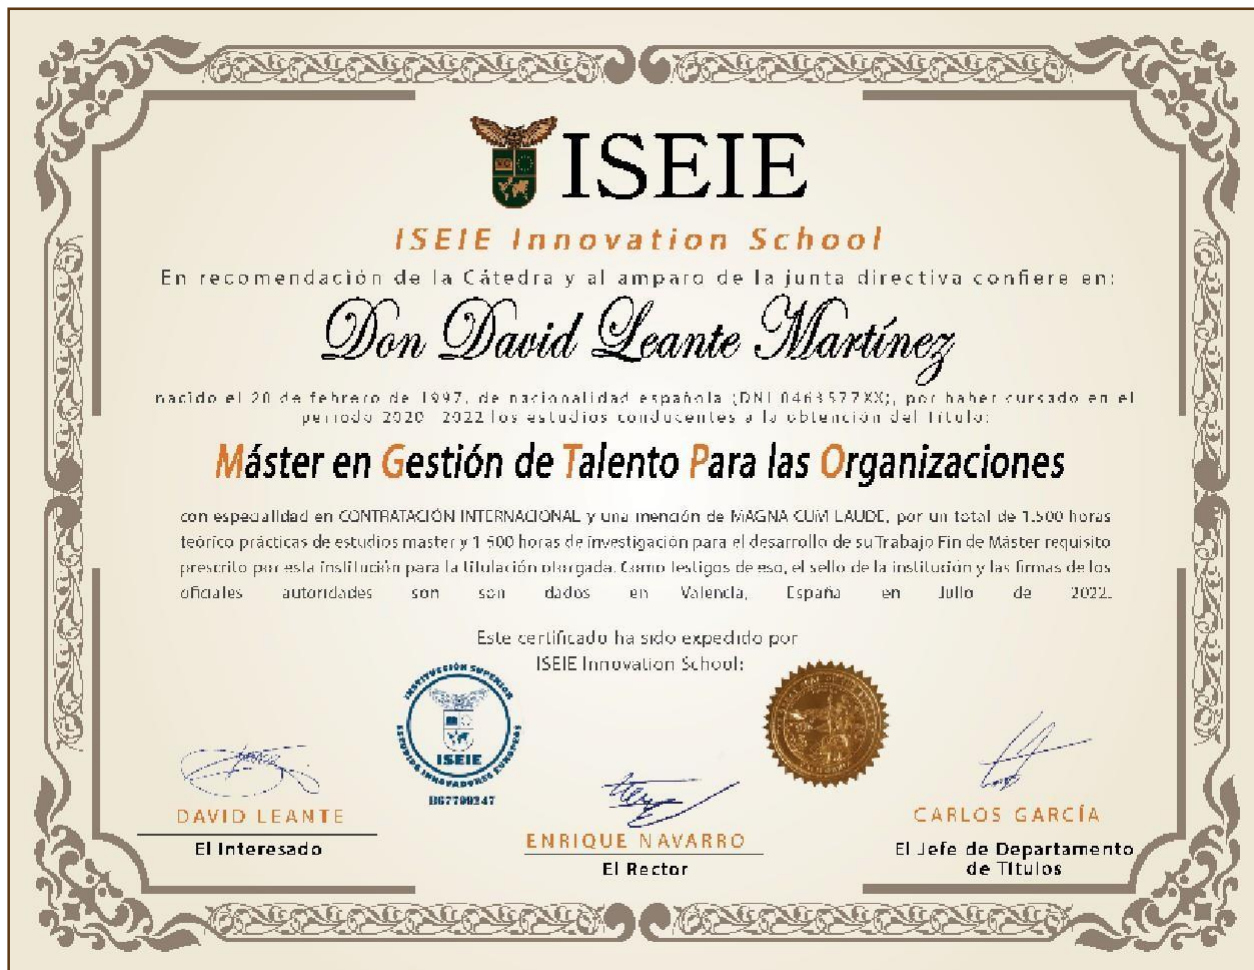 ISEIE
ISEIE Innovation School
En recomendación de la Cátedra y al amparo de la junta directiva confiere en:
Don David Leante Martínez
nacido el 20 de febrero de 1997, de nacionalidad española (DNI 0463577XX), por haber cursado en el
periodo 2020 2022 los estudios conducentes a la obtención del Título:
Máster en Gestión de Talento Para las Organizaciones
con especialidad en CONTRATACIÓN INTERNACIONAL y una mención de MAGNA CUM LAUDE, por un total de 1.500 horas
teórico prácticas de estudios master y 1 500 horas de investigación para el desarrollo de su Trabajo Fin de Máster requisito
prescrito por esta institución para la titulación otorgada. Como testigos de eso, el sello de la institución y las firmas de los
oficiales autoridades son son dados en Valencia, España en Julio de 2022.
Este certificado ha sido expedido por
ISEIE Innovation School:
INSTITUCIÓN SUPERIOR
ESTUDIOS INNOVADORES EUROPEOS
ISEIE
B67799247
DAVID LEANTE
El Interesado
ENRIQUE NAVARRO
El Rector
CARLOS GARCÍA
El Jefe de Departamento
de Títulos